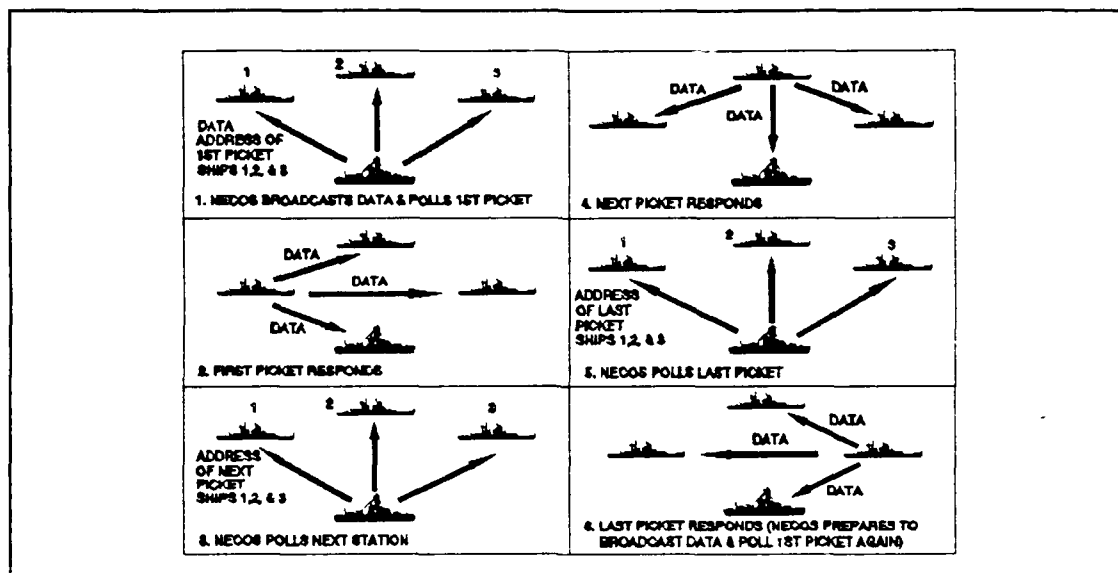 1
2
3
DATA
ADDRESS OF
1ST PICKET
SHIPS 1,2, & 3
1. NECOS BROADCASTS DATA & POLLS 1ST PICKET
DATA
DATA
DATA
2. FIRST PICKET RESPONDS
1
2
3
ADDRESS
OF NEXT
PICKET
SHIPS 1,2, & 3
3. NECOS POLLS NEXT STATION
DATA
DATA
DATA
4. NEXT PICKET RESPONDS
1
2
3
ADDRESS
OF LAST
PICKET
SHIPS 1,2, & 3
5. NECOS POLLS LAST PICKET
DATA
DATA
DATA
6. LAST PICKET RESPONDS (NECOS PREPARES TO
BROADCAST DATA & POLL 1ST PICKET AGAIN)